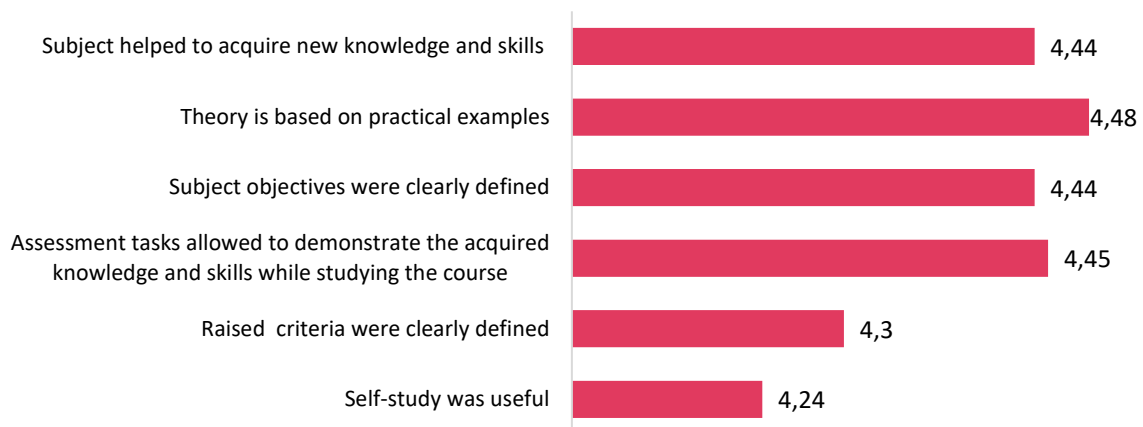 Subject helped to acquire new knowledge and skills 4,44
Theory is based on practical examples 4,48
Subject objectives were clearly defined 4,44
Assessment tasks allowed to demonstrate the acquired
knowledge and skills while studying the course 4,45
Raised criteria were clearly defined 4,3
Self-study was useful 4,24